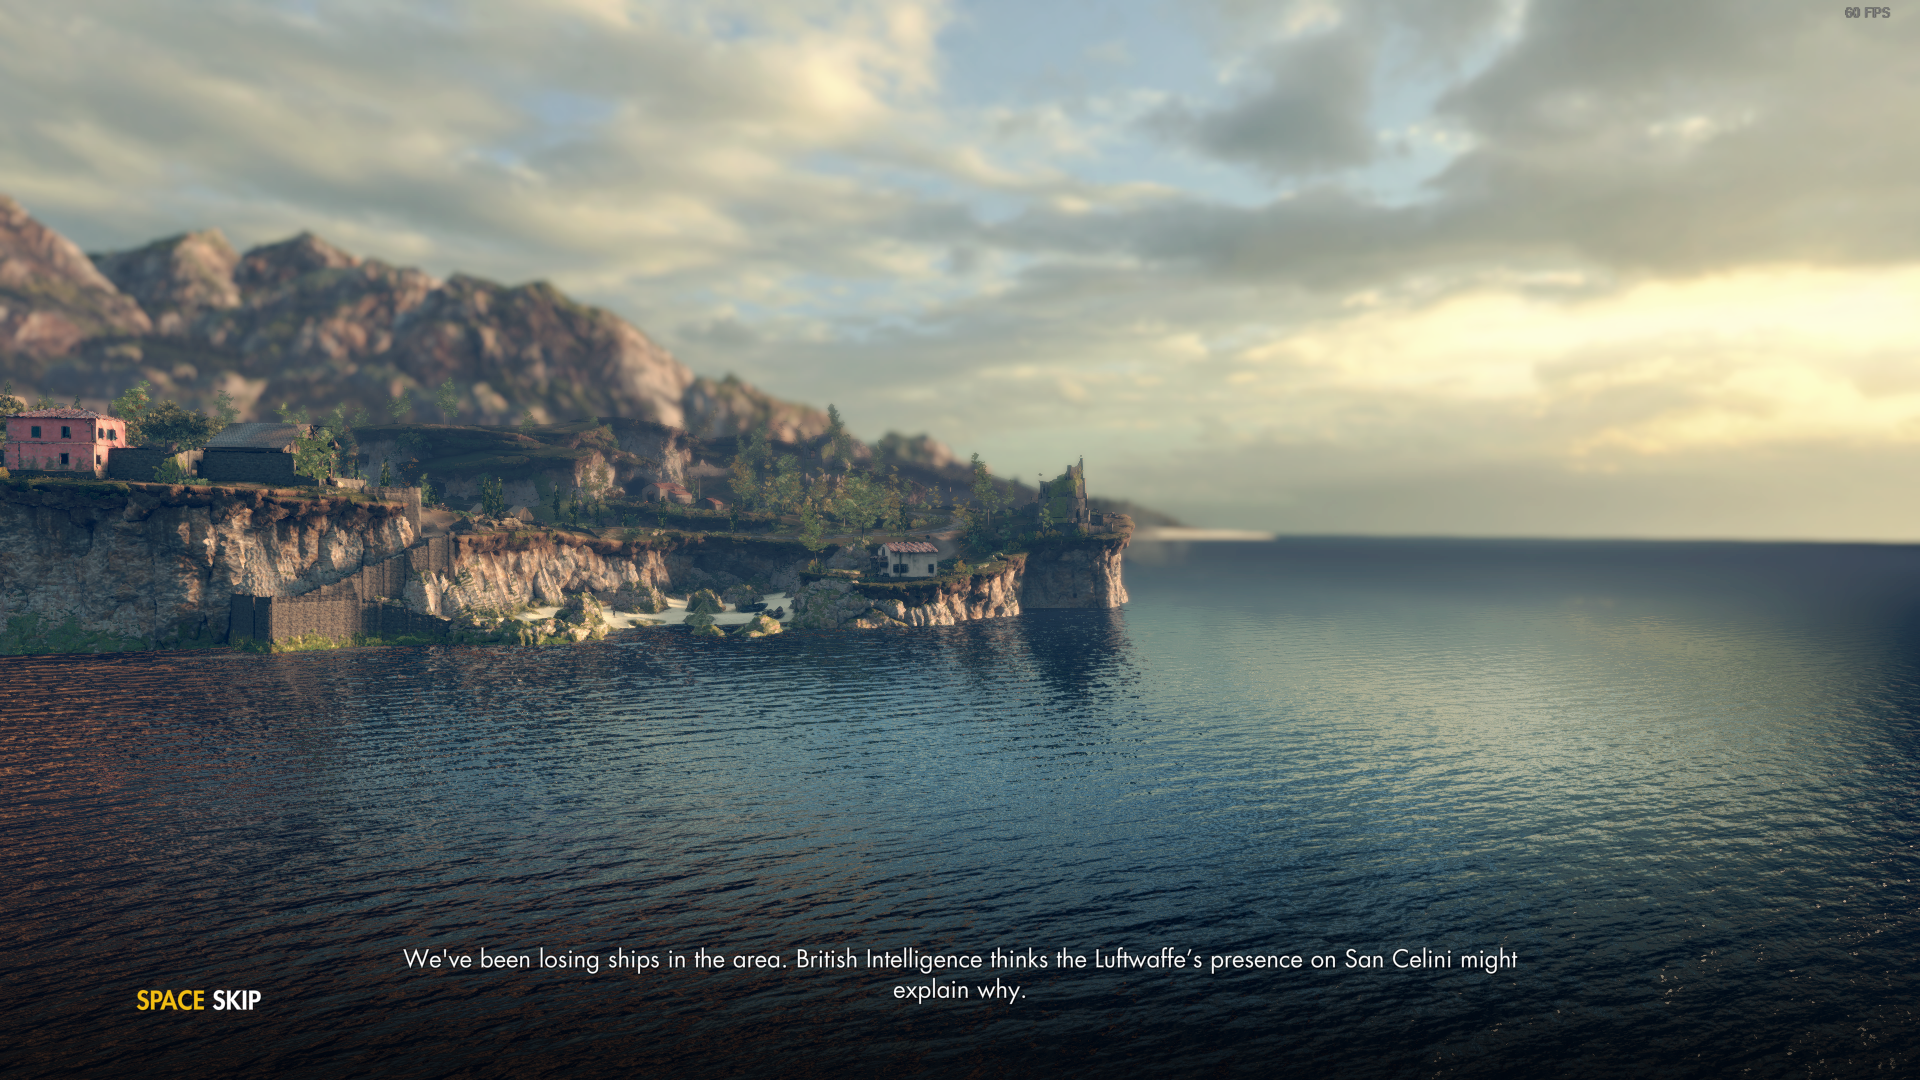 60 FPS
We've been losing ships in the area. British Intelligence thinks the Luftwaffe’s presence on San Celini might
explain why.
SPACE SKIP